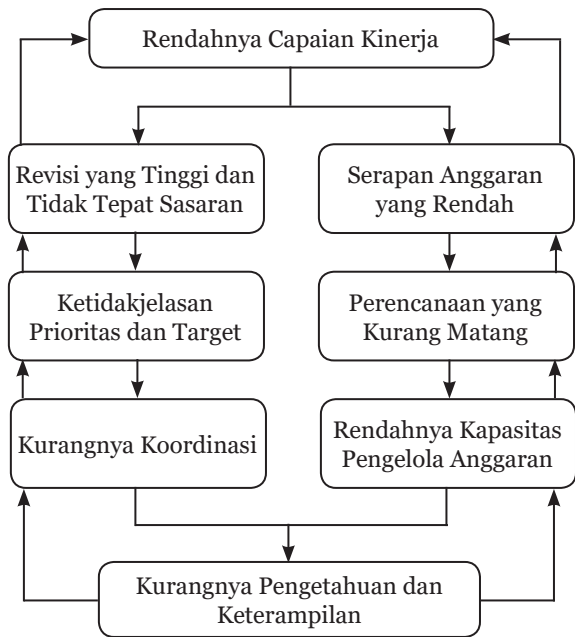 Rendahnya Capaian Kinerja
Revisi yang Tinggi dan
Tidak Tepat Sasaran
Serapan Anggaran
yang Rendah
Ketidakjelasan
Prioritas dan Target
Perencanaan yang
Kurang Matang
Kurangnya Koordinasi
Rendahnya Kapasitas
Pengelola Anggaran
Kurangnya Pengetahuan dan
Keterampilan